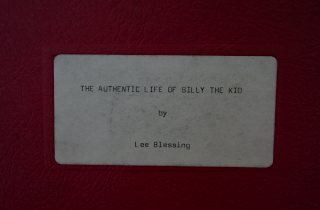 THE AUTHENTIC LIFE OF BILLY THE KID
by
Lee Blessing